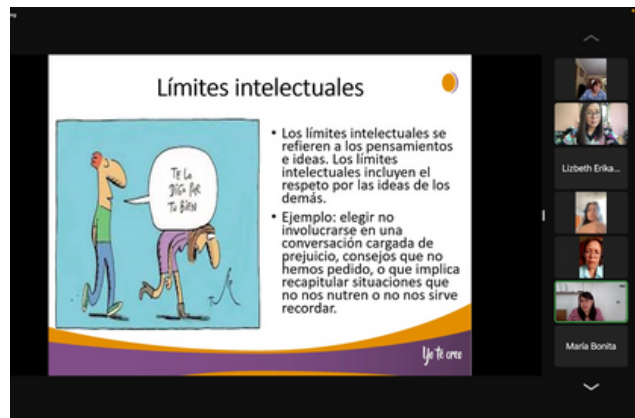 Límites intelectuales
TE LO
DIGO POR
TU BIEN
• Los límites intelectuales se
refieren a los pensamientos
e ideas. Los límites
intelectuales incluyen el
respeto por las ideas de los
demás.
• Ejemplo: elegir no
involucrarse en una
conversación cargada de
prejuicio, consejos que no
hemos pedido, o que implica
recapitular situaciones que
no nos nutren o no nos sirve
recordar.
Yo te creo
Lizbeth Erika...
María Bonita